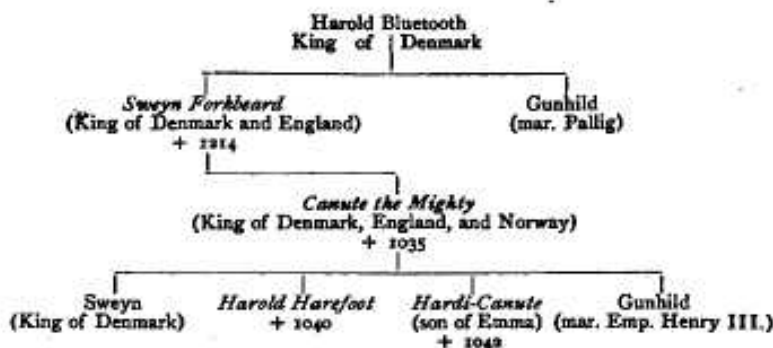 Harold Bluetooth
King of Denmark
Sweyn Forkbeard
(King of Denmark and England)
+ 1214
Gunhild
(mar. Pallig)
Canute the Mighty
(King of Denmark, England, and Norway)
+ 1035
Sweyn
(King of Denmark)
Harold Harefoot
+ 1040
Hardi-Canute
(son of Emma)
+ 1042
Gunhild
(mar. Emp. Henry III.)